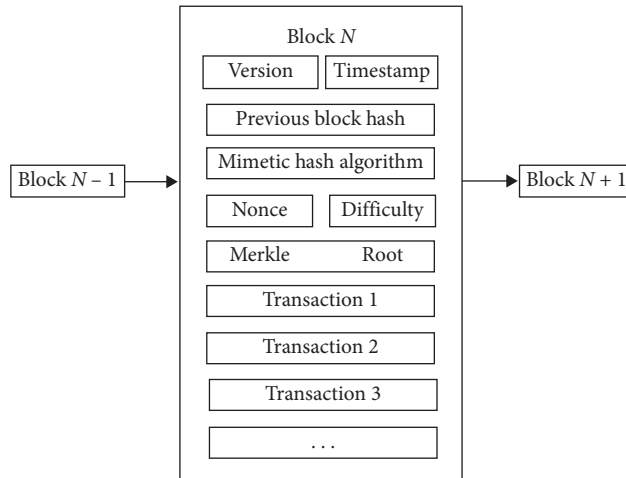 Block N
Version Timestamp
Previous block hash
Mimetic hash algorithm
Block N – 1
Block N + 1
Nonce Difficulty
Merkle Root
Transaction 1
Transaction 2
Transaction 3
. . .